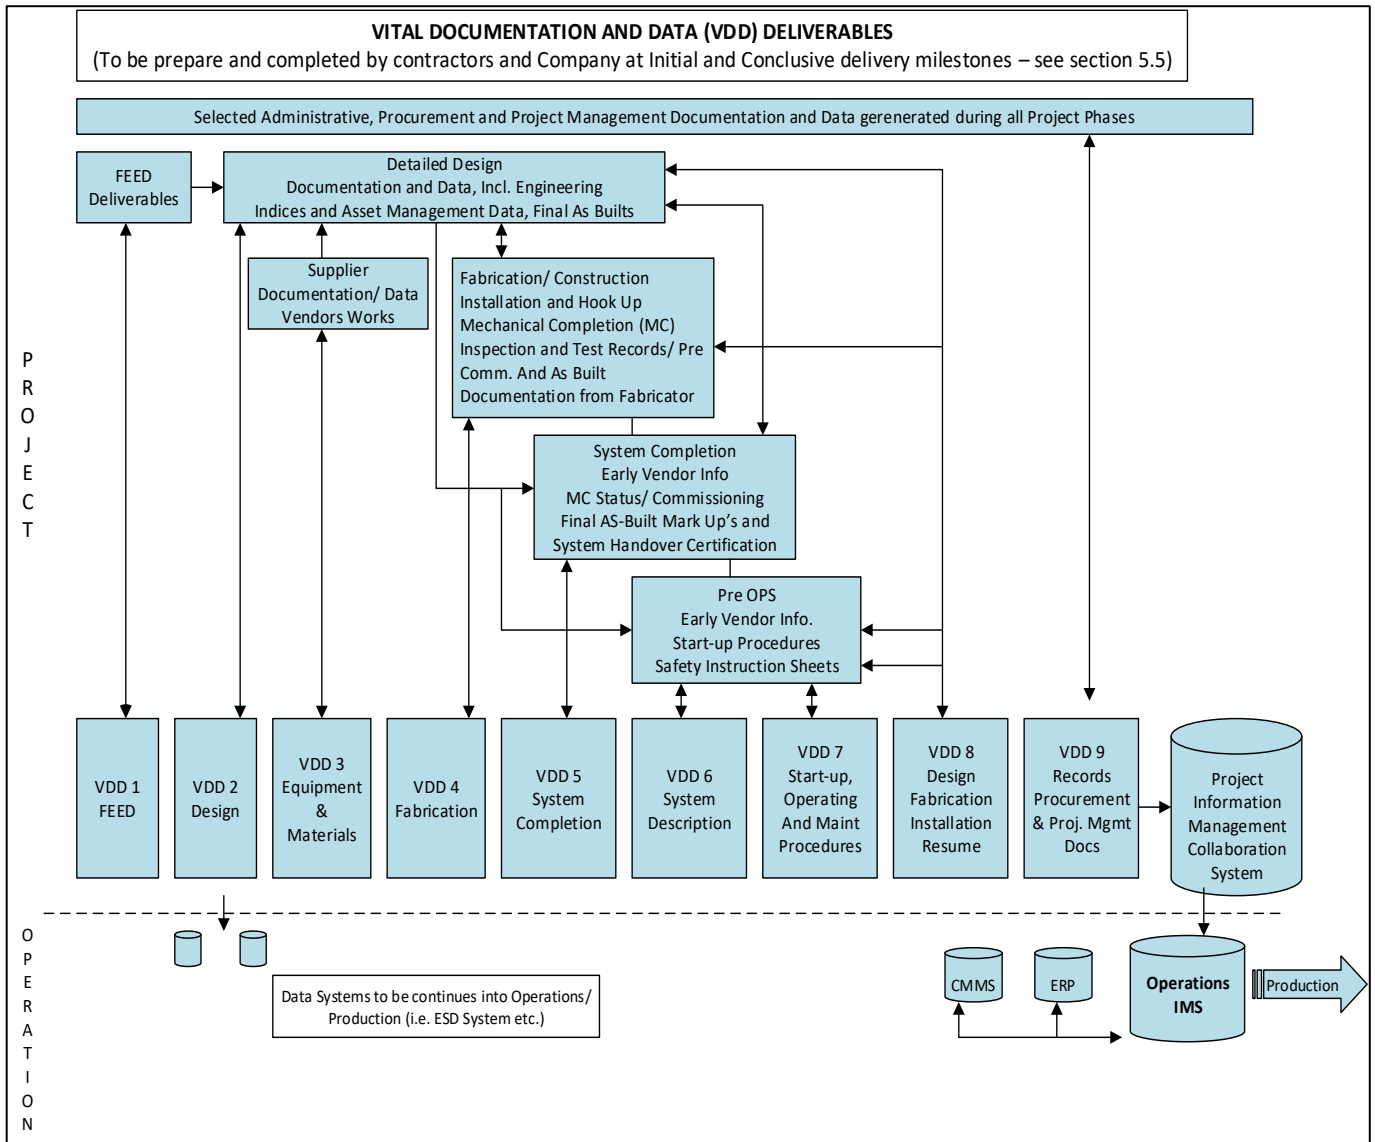 VITAL DOCUMENTATION AND DATA (VDD) DELIVERABLES
(To be prepare and completed by contractors and Company at Initial and Conclusive delivery milestones – see section 5.5)
Selected Administrative, Procurement and Project Management Documentation and Data gerenerated during all Project Phases
FEED
Deliverables
Detailed Design
Documentation and Data, Incl. Engineering
Indices and Asset Management Data, Final As Builts
Supplier
Documentation/ Data
Vendors Works
Fabrication/ Construction
Installation and Hook Up
Mechanical Completion (MC)
Inspection and Test Records/ Pre
Comm. And As Built
Documentation from Fabricator
System Completion
Early Vendor Info
MC Status/ Commissioning
Final AS-Built Mark Up’s and
System Handover Certification
Pre OPS
Early Vendor Info.
Start-up Procedures
Safety Instruction Sheets
PROJECT
VDD 1
FEED
VDD 2
Design
VDD 3
Equipment
&
Materials
VDD 4
Fabrication
VDD 5
System
Completion
VDD 6
System
Description
VDD 7
Start-up,
Operating
And Maint
Procedures
VDD 8
Design
Fabrication
Installation
Resume
VDD 9
Records
Procurement
& Proj. Mgmt
Docs
Project
Information
Management
Collaboration
System
OPERATION
Data Systems to be continues into Operations/
Production (i.e. ESD System etc.)
CMMS
ERP
Operations
IMS
Production